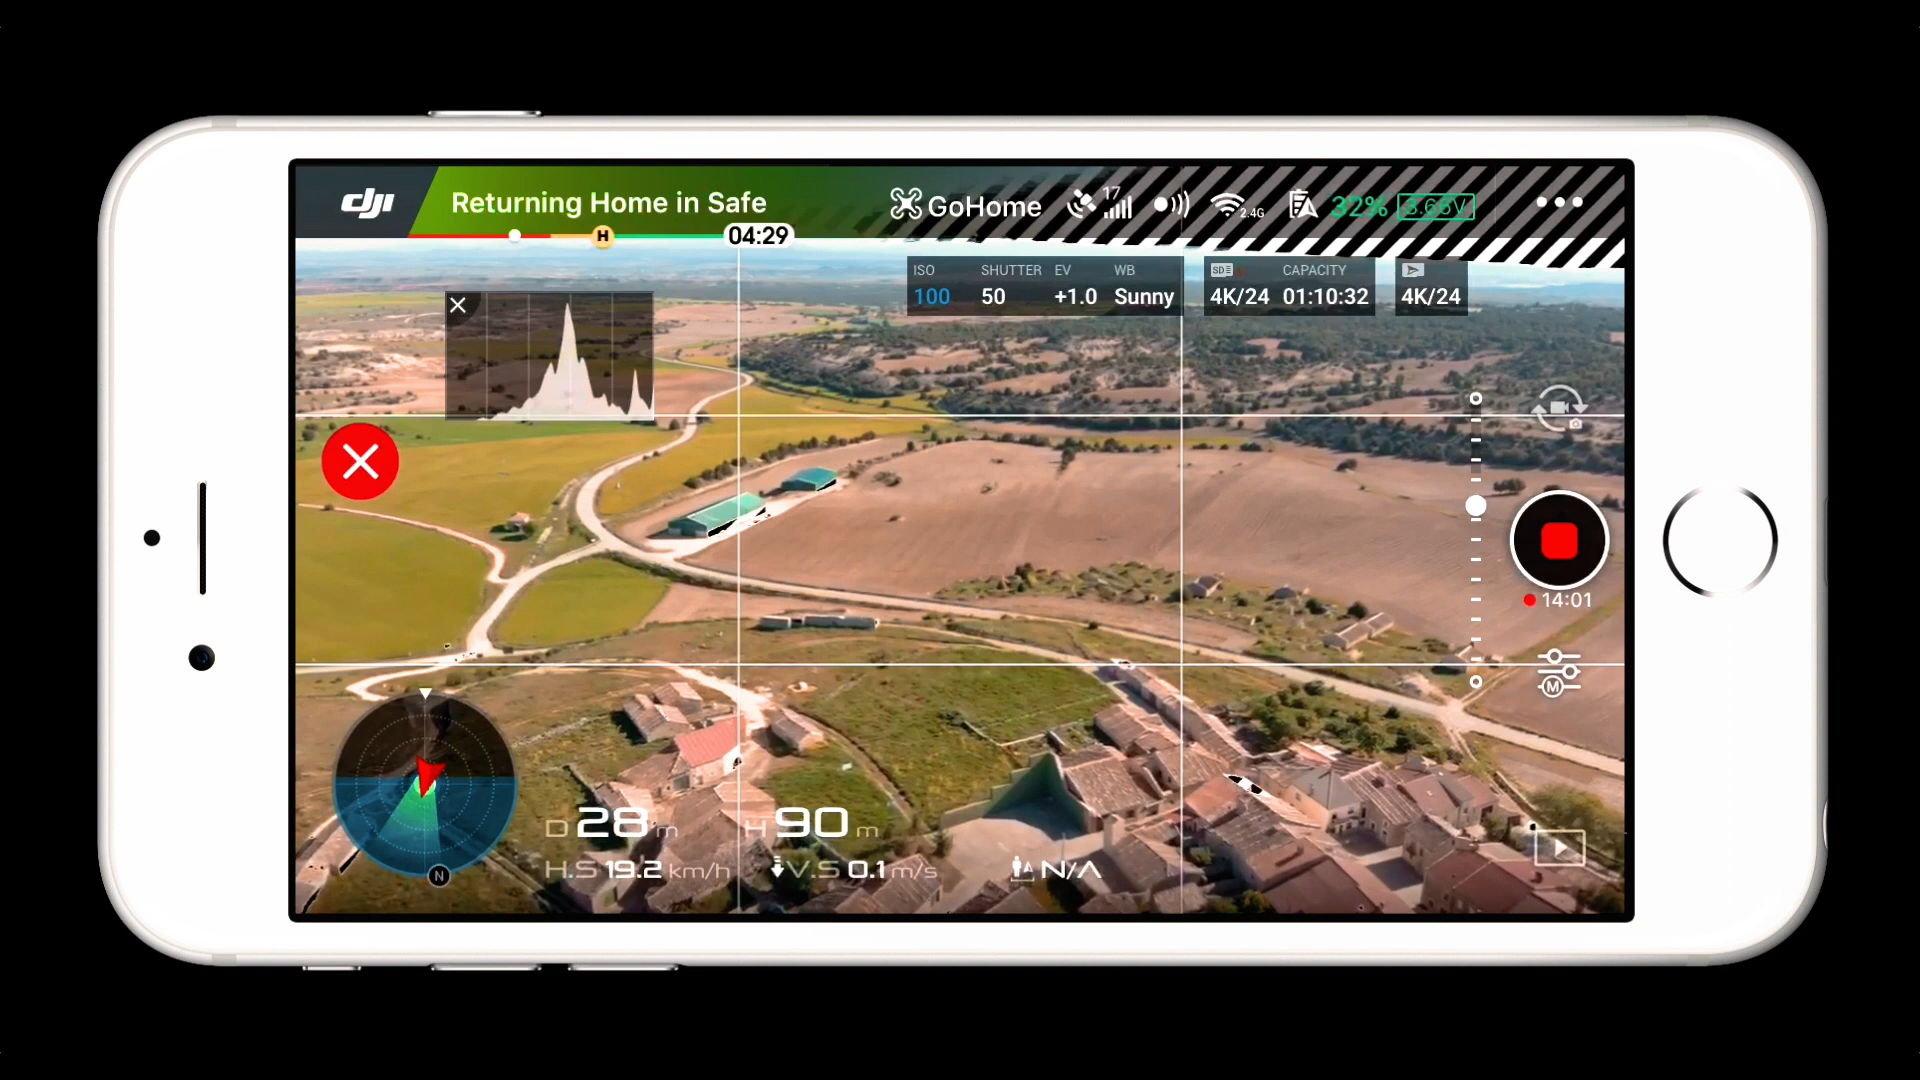 dji Returning Home in Safe GoHome 17 2.4G 32% 3.66V
H 04:29
ISO SHUTTER EV WB SD CAPACITY
100 50 +1.0 Sunny 4K/24 01:10:32 4K/24
14:01
M
D 28 m H 90 m
H.S 19.2 km/h V.S 0.1 m/s N/A
N